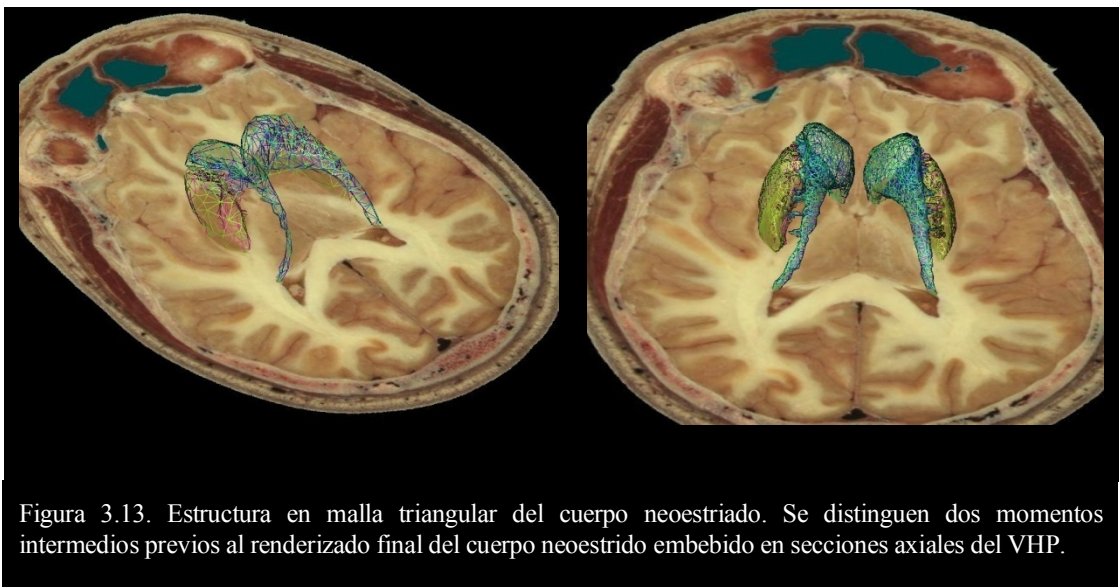 Figura 3.13. Estructura en malla triangular del cuerpo neoestriado. Se distinguen dos momentos
intermedios previos al renderizado final del cuerpo neoestrido embebido en secciones axiales del VHP.